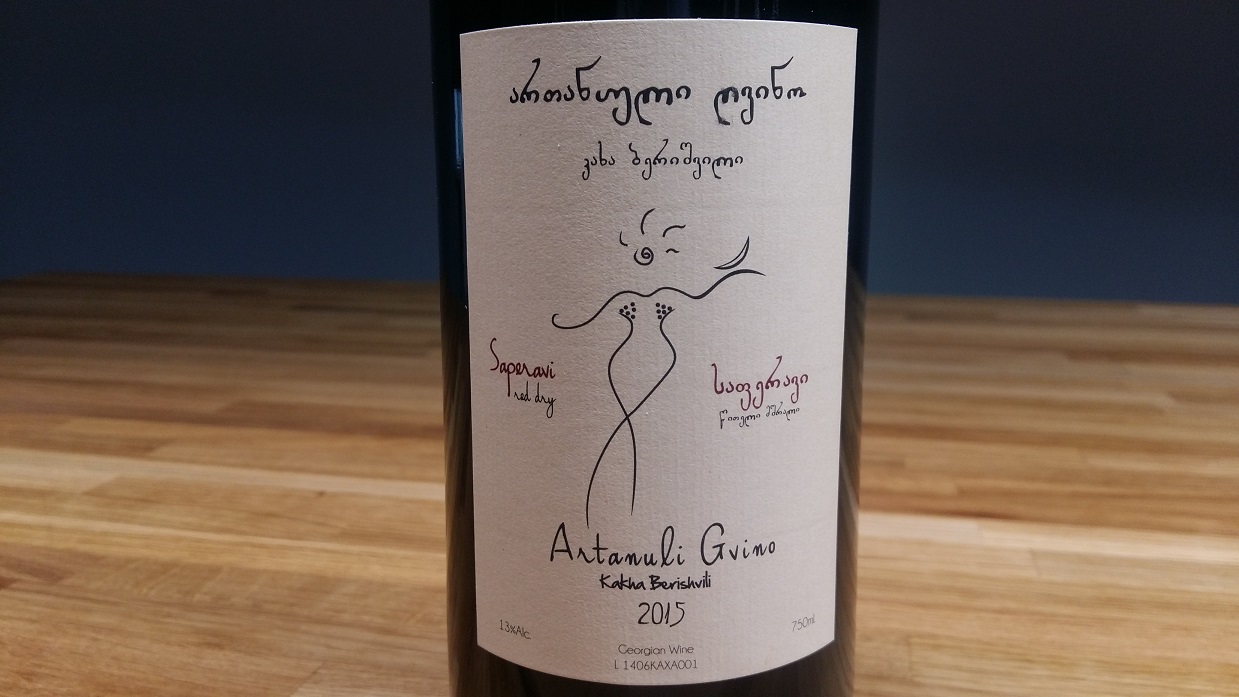 ართანული ღვინო
კახა ბერიშვილი
Saperavi
red dry
საფერავი
წითელი მშრალი
Artanuli Gvino
Kakha Berishvili
2015
13%Alc
750ml
Georgian Wine
L 1406KAXA001